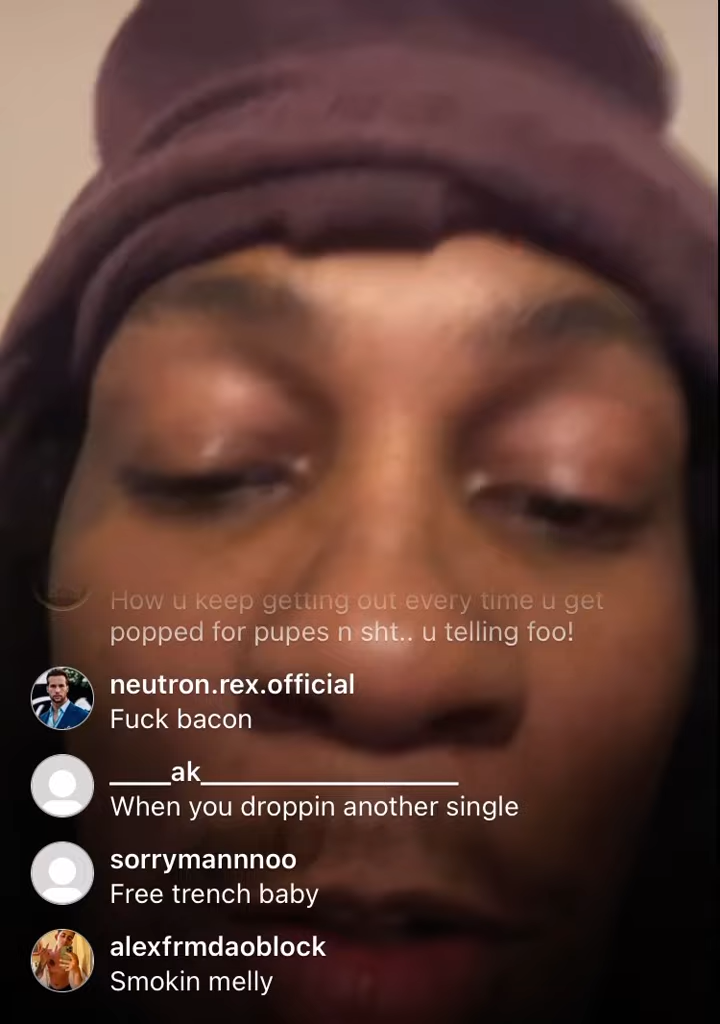 How u keep getting out every time u get
popped for pupes n sht.. u telling foo!
neutron.rex.official
Fuck bacon
____ak_________________
When you droppin another single
sorrymannnoo
Free trench baby
alexfrmdaoblock
Smokin melly